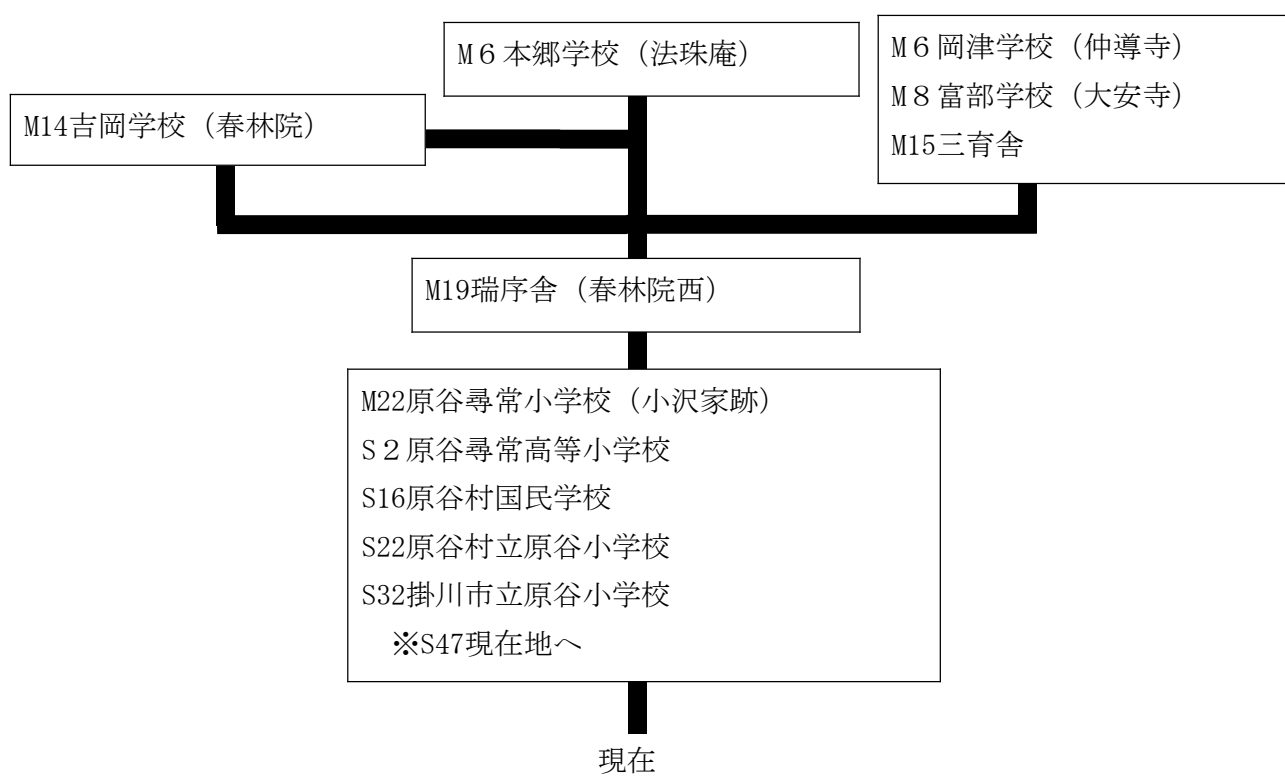 M６本郷学校（法珠庵）
M６岡津学校（仲導寺）
M８富部学校（大安寺）
M15三育舎
M14吉岡学校（春林院）
M19瑞序舎（春林院西）
M22原谷尋常小学校（小沢家跡）
S２原谷尋常高等小学校
S16原谷村国民学校
S22原谷村立原谷小学校
S32掛川市立原谷小学校
※S47現在地へ
現在